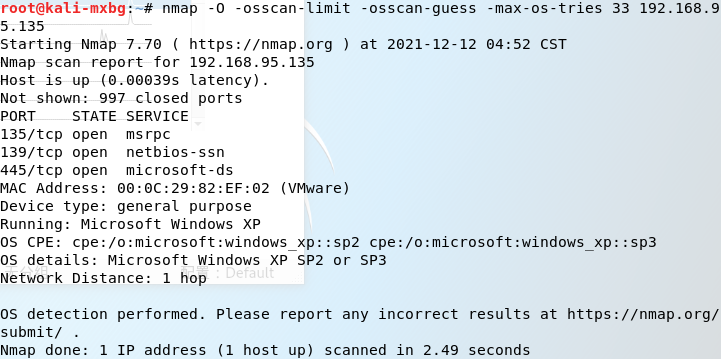 root@kali-mxbg:~# nmap -O -osscan-limit -osscan-guess -max-os-tries 33 192.168.9
5.135
Starting Nmap 7.70 ( https://nmap.org ) at 2021-12-12 04:52 CST
Nmap scan report for 192.168.95.135
Host is up (0.00039s latency).
Not shown: 997 closed ports
PORT    STATE SERVICE
135/tcp open  msrpc
139/tcp open  netbios-ssn
445/tcp open  microsoft-ds
MAC Address: 00:0C:29:82:EF:02 (VMware)
Device type: general purpose
Running: Microsoft Windows XP
OS CPE: cpe:/o:microsoft:windows_xp::sp2 cpe:/o:microsoft:windows_xp::sp3
OS details: Microsoft Windows XP SP2 or SP3
配置：Default
Network Distance: 1 hop
OS detection performed. Please report any incorrect results at https://nmap.org/
submit/ .
Nmap done: 1 IP address (1 host up) scanned in 2.49 seconds